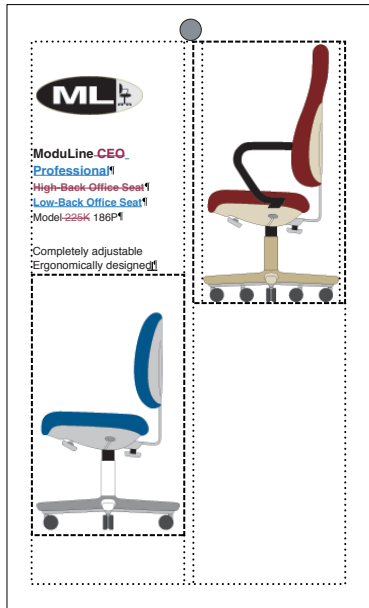 ML
ModuLine CEO
Professional¶
High-Back Office Seat¶
Low-Back Office Seat¶
Model 225K 186P¶
Completely adjustable
Ergonomically designed¶